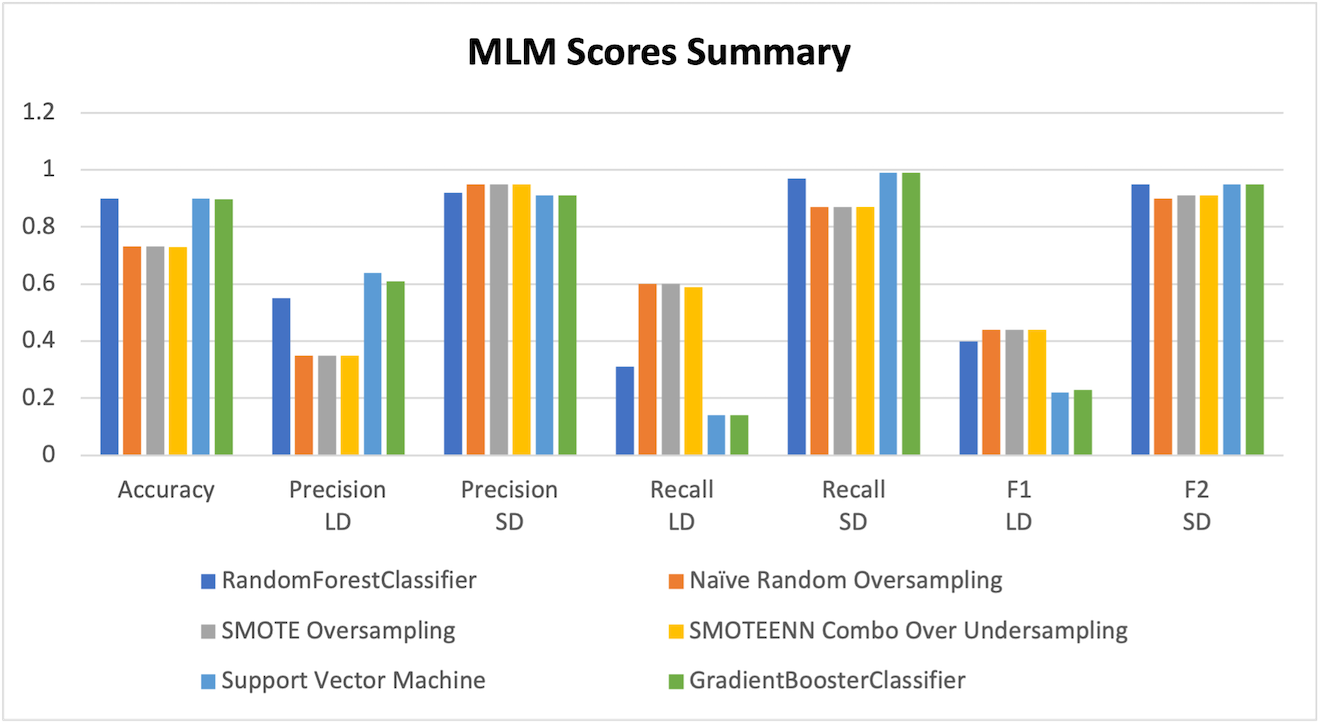 MLM Scores Summary
1.2
1
0.8
0.6
0.4
0.2
0
Accuracy
Precision
LD
Precision
SD
Recall
LD
Recall
SD
F1
LD
F2
SD
RandomForestClassifier
Naïve Random Oversampling
SMOTE Oversampling
SMOTEENN Combo Over Undersampling
Support Vector Machine
GradientBoosterClassifier